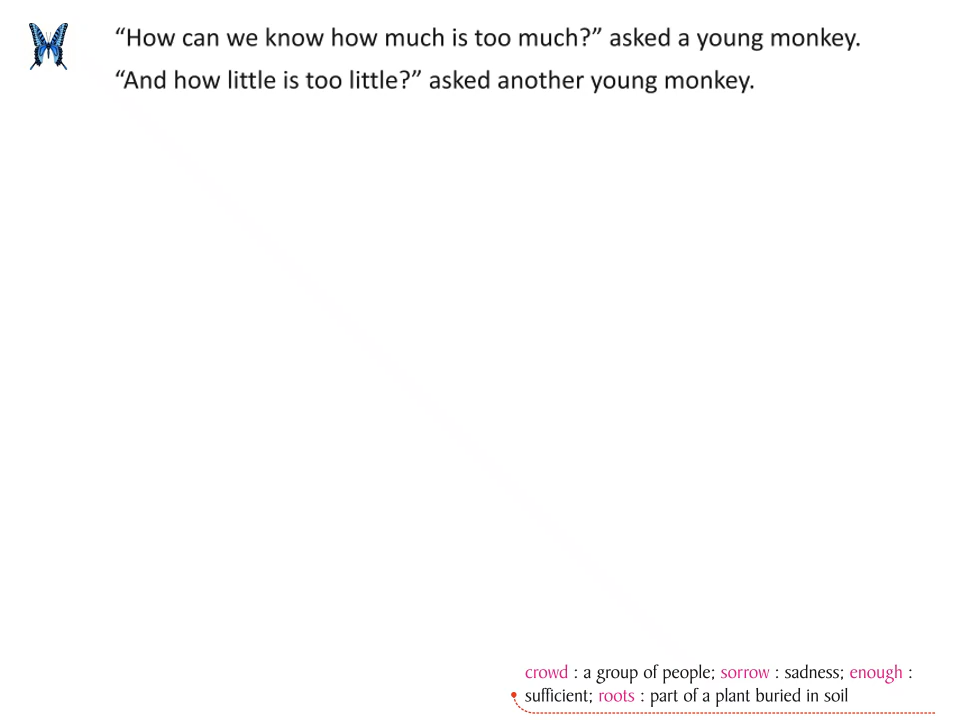 “How can we know how much is too much?” asked a young monkey.
“And how little is too little?” asked another young monkey.
crowd : a group of people; sorrow : sadness; enough :
sufficient; roots : part of a plant buried in soil